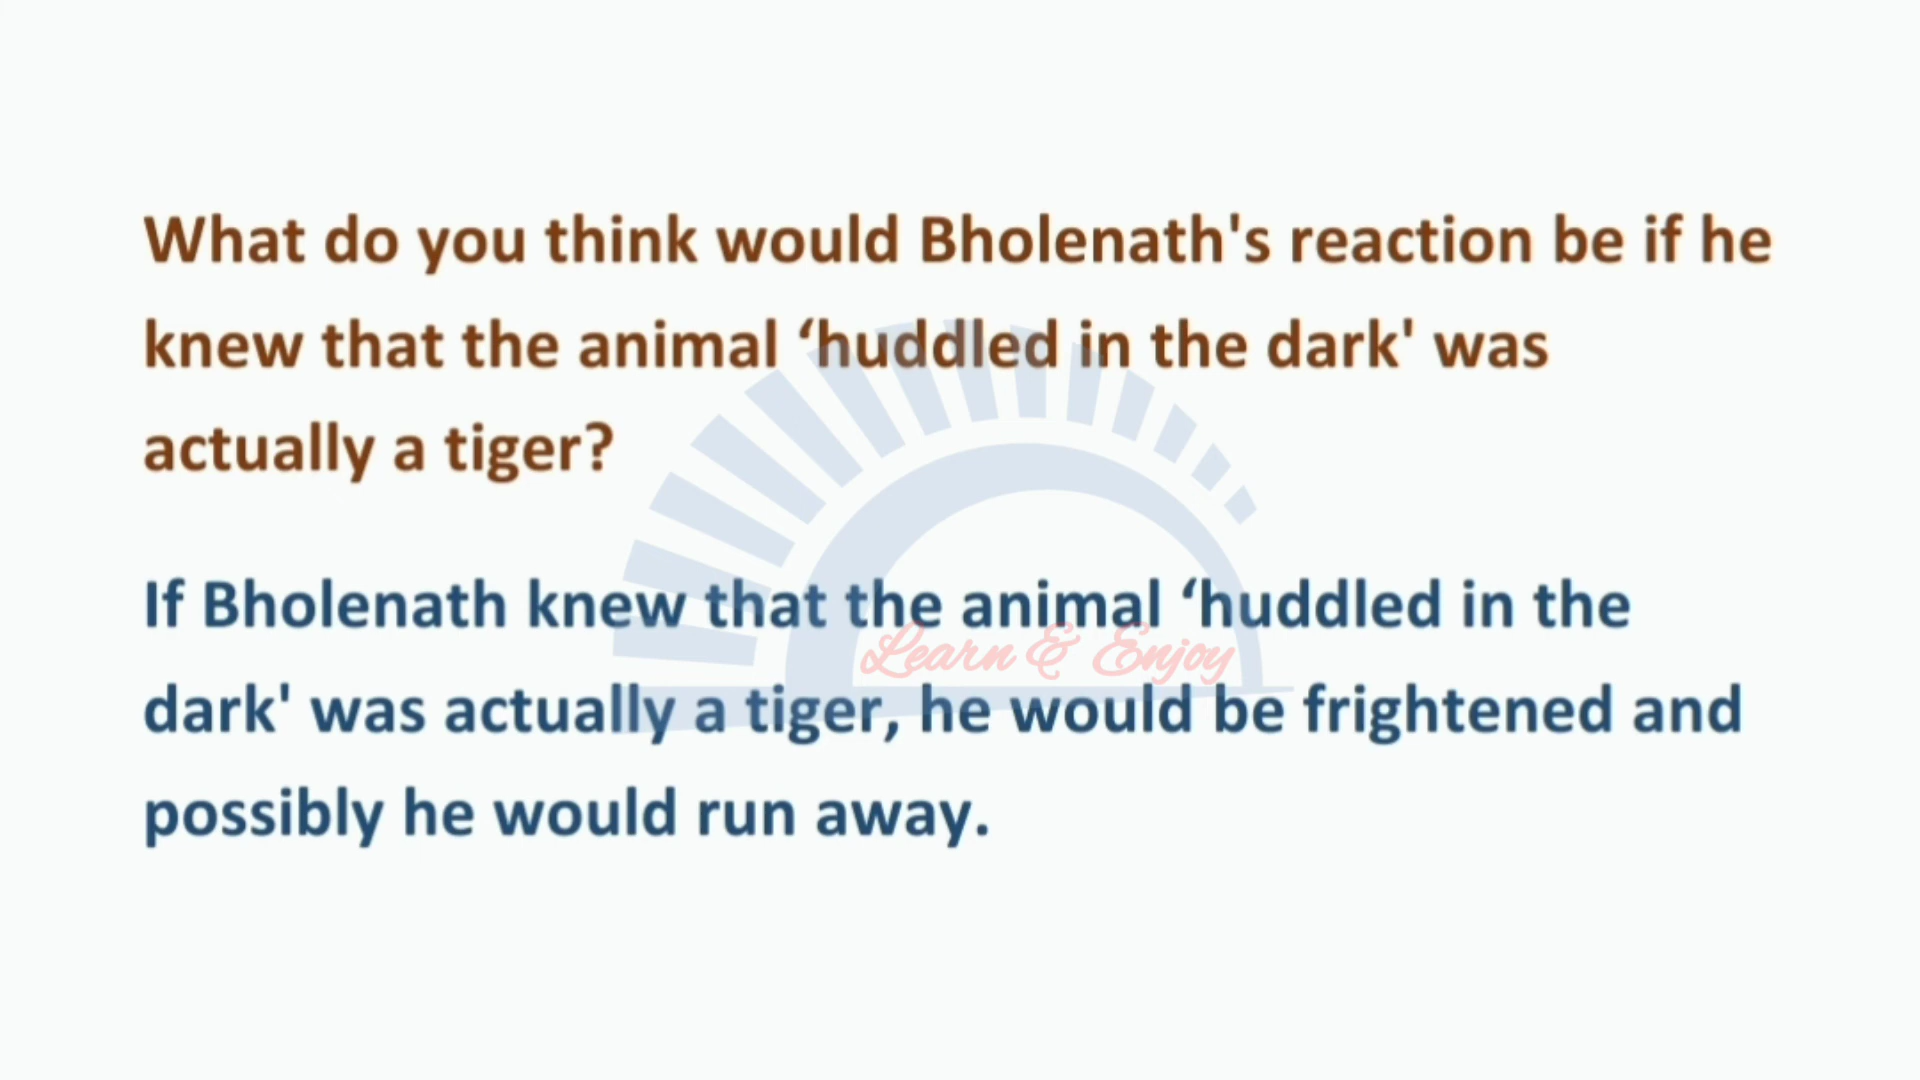 What do you think would Bholenath's reaction be if he
knew that the animal ‘huddled in the dark' was
actually a tiger?
If Bholenath knew that the animal ‘huddled in the
Learn & Enjoy
dark' was actually a tiger, he would be frightened and
possibly he would run away.